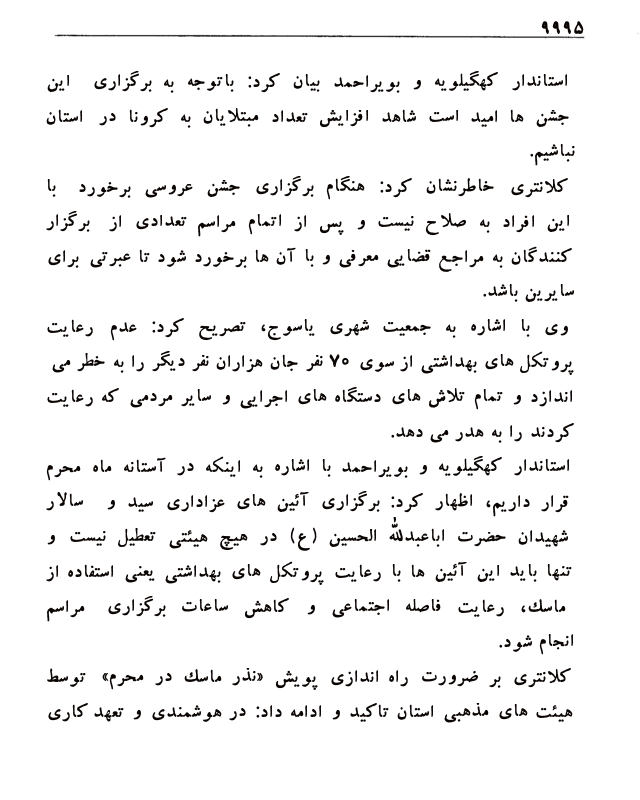 ۹۹۹۵
استاندار کهگیلویه و بویراحمد بیان کرد: باتوجه به برگزاری این
جشن ها امید است شاهد افزایش تعداد مبتلایان به کرونا در استان
نباشیم.
کلانتری خاطرنشان کرد: هنگام برگزاری جشن عروسی برخورد با
این افراد به صلاح نیست و پس از اتمام مراسم تعدادی از برگزار
کنندگان به مراجع قضایی معرفی و با آن ها برخورد شود تا عبرتی برای
سایرین باشد.
وی با اشاره به جمعیت شهری یاسوج، تصریح کرد: عدم رعایت
پروتکل های بهداشتی از سوی ۷۰ نفر جان هزاران نفر دیگر را به خطر می
اندازد و تمام تلاش های دستگاه های اجرایی و سایر مردمی که رعایت
کردند را به هدر می دهد.
استاندار کهگیلویه و بویراحمد با اشاره به اینکه در آستانه ماه محرم
قرار داریم، اظهار کرد: برگزاری آئین های عزاداری سید و سالار
شهیدان حضرت اباعبدلله الحسین (ع) در هیچ هیئتی تعطیل نیست و
تنها باید این آئین ها با رعایت پروتکل های بهداشتی یعنی استفاده از
ماسك، رعایت فاصله اجتماعی و کاهش ساعات برگزاری مراسم
انجام شود.
کلانتری بر ضرورت راه اندازی پویش «نذر ماسك در محرم» توسط
هیئت های مذهبی استان تاکید و ادامه داد: در هوشمندی و تعهد کاری